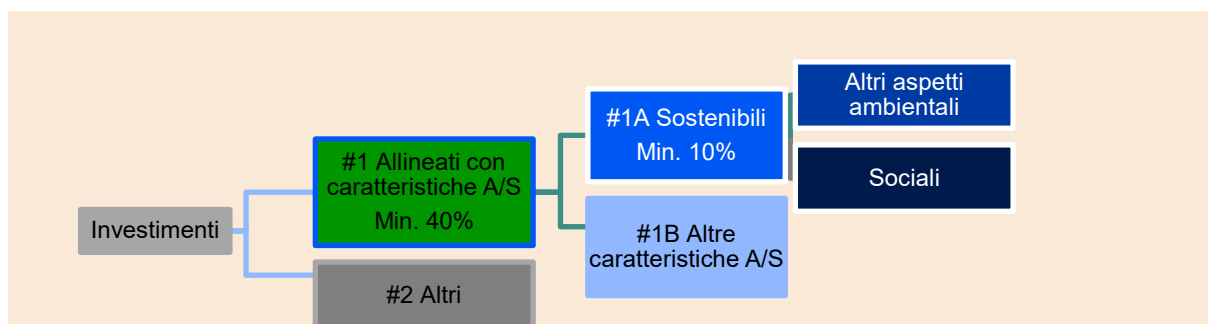 Investimenti
#1 Allineati con
caratteristiche A/S
Min. 40%
#2 Altri
#1A Sostenibili
Min. 10%
#1B Altre
caratteristiche A/S
Altri aspetti
ambientali
Sociali